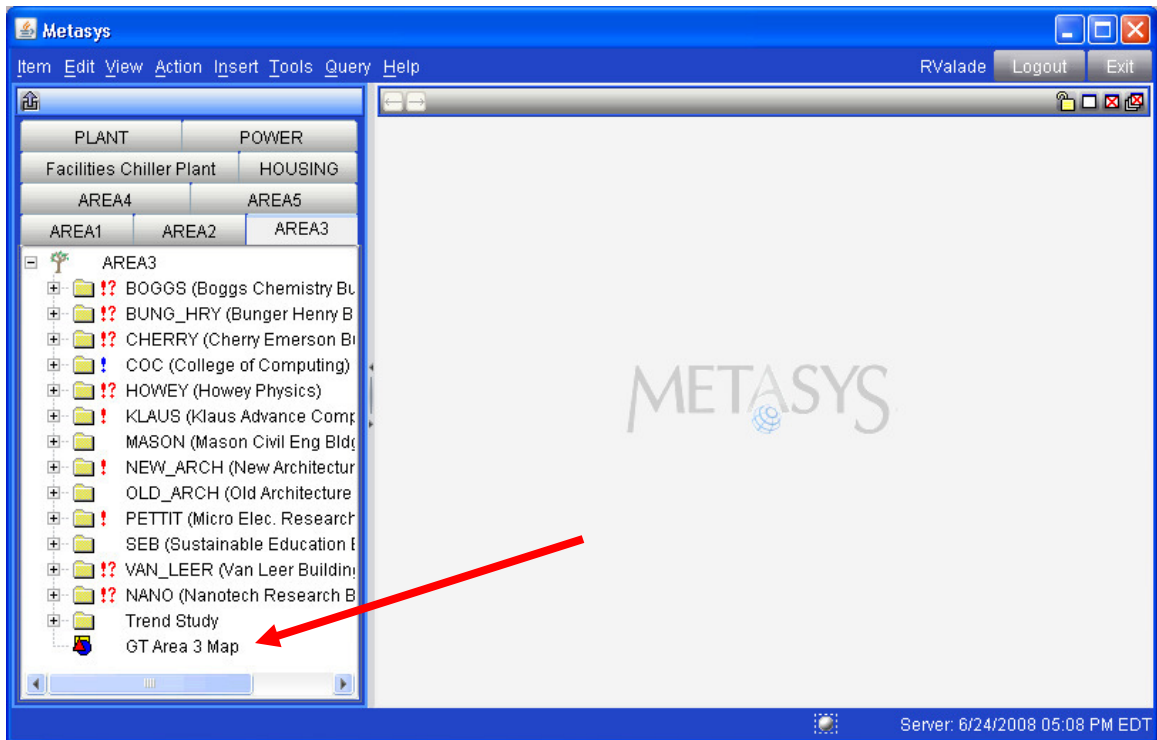 Metasys
Item Edit View Action Insert Tools Query Help RValade Logout Exit
PLANT POWER
Facilities Chiller Plant HOUSING
AREA4 AREA5
AREA1 AREA2 AREA3
AREA3
!? BOGGS (Boggs Chemistry Bu
!? BUNG_HRY (Bunger Henry B
!? CHERRY (Cherry Emerson Bu
! COC (College of Computing)
!? HOWEY (Howey Physics)
! KLAUS (Klaus Advance Comp
MASON (Mason Civil Eng Bldg
! NEW_ARCH (New Architectur
OLD_ARCH (Old Architecture
! PETTIT (Micro Elec. Research
SEB (Sustainable Education
!? VAN_LEER (Van Leer Building
!? NANO (Nanotech Research B
Trend Study
GT Area 3 Map
METASYS
Server: 6/24/2008 05:08 PM EDT